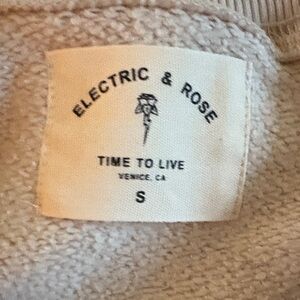 ELECTRIC & ROSE
TIME TO LIVE
VENICE, CA
S